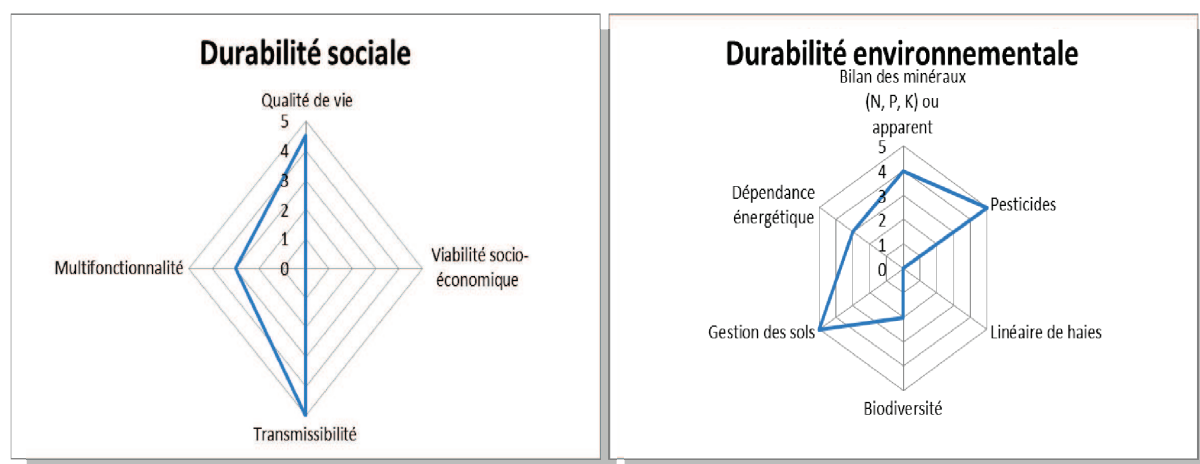 Durabilité sociale
Qualité de vie
5
4
3
2
1
0
Multifonctionnalité
Viabilité socio-
économique
Transmissibilité
Durabilité environnementale
Bilan des minéraux
(N, P, K) ou
apparent
5
4
3
2
1
0
Dépendance
énergétique
Pesticides
Gestion des sols
Linéaire de haies
Biodiversité